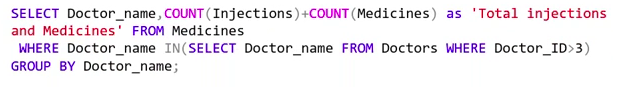 SELECT Doctor_name,COUNT(Injections)+COUNT(Medicines) as 'Total injections
and Medicines' FROM Medicines
WHERE Doctor_name IN(SELECT Doctor_name FROM Doctors WHERE Doctor_ID>3)
GROUP BY Doctor_name;